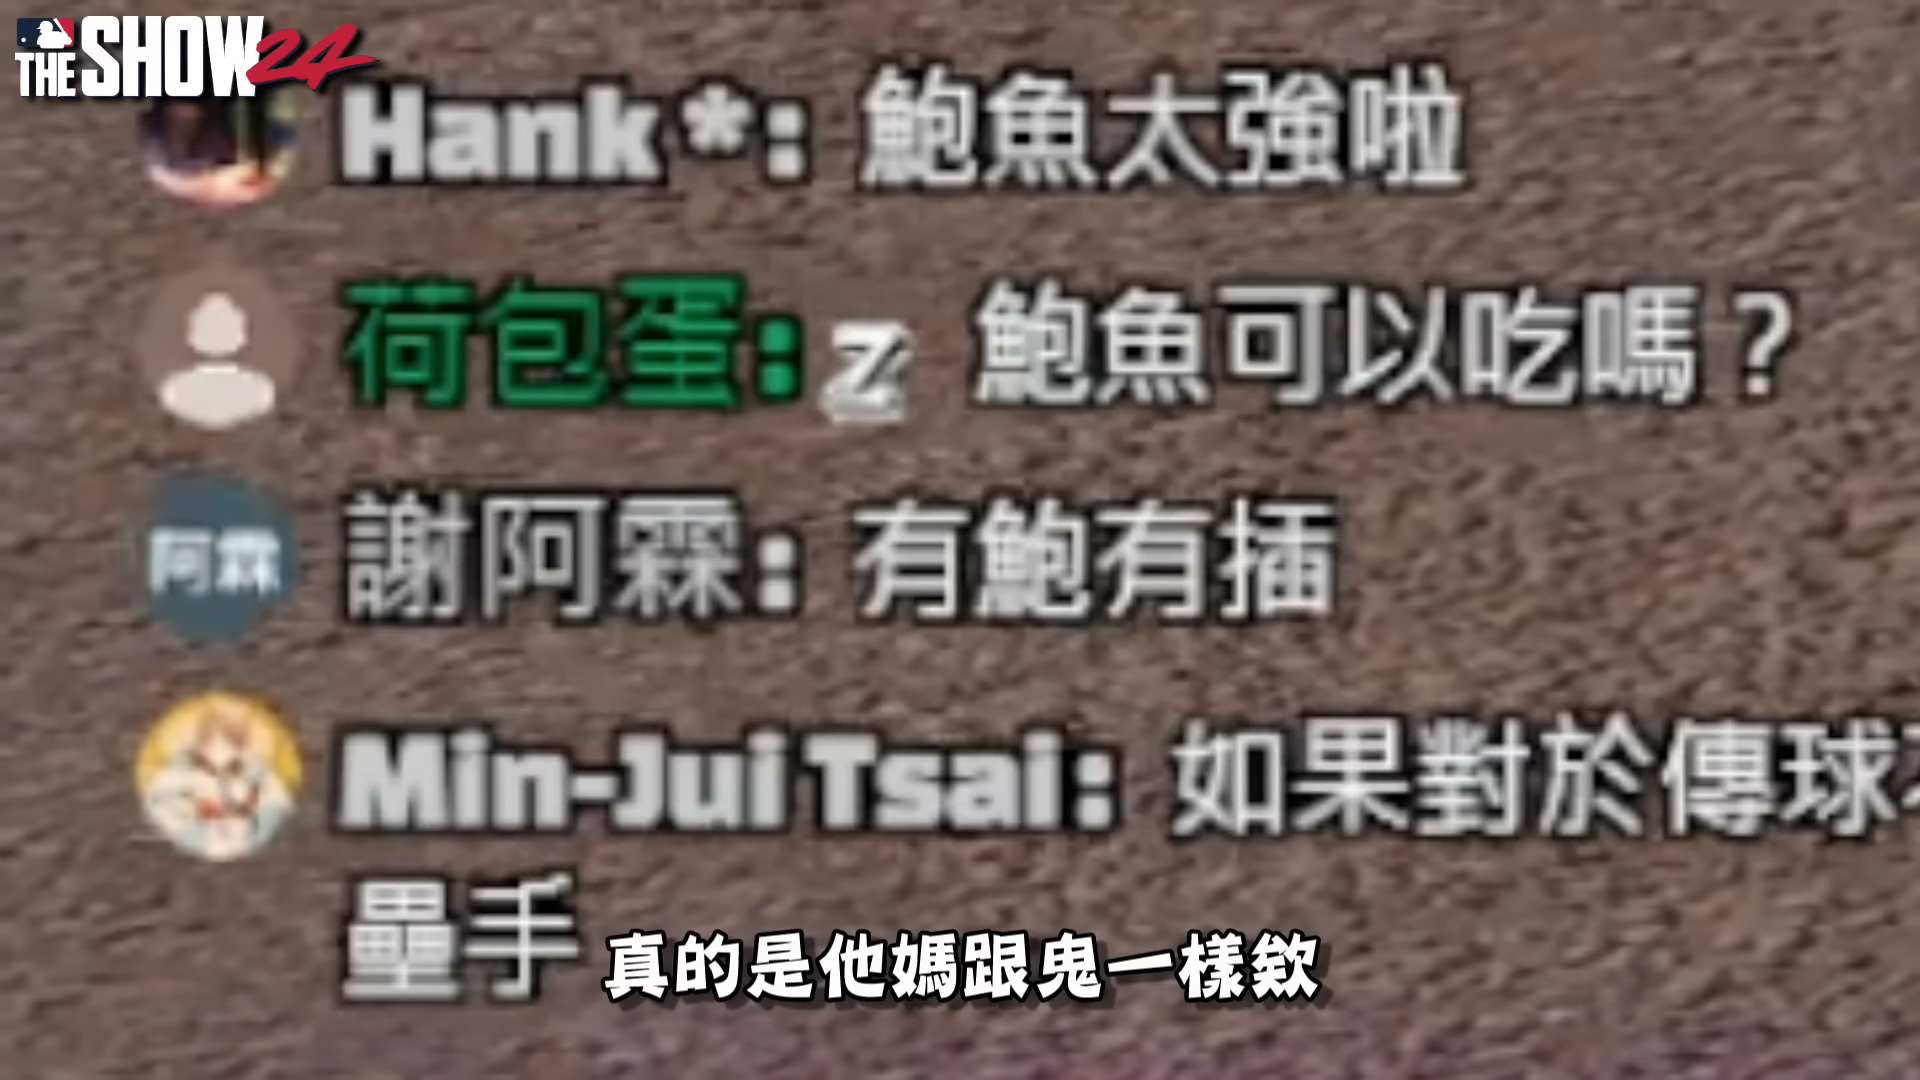 THE SHOW 24
Hank *: 鮑魚太強啦
荷包蛋: Z 鮑魚可以吃嗎？
阿霖 謝阿霖: 有鮑有插
Min-Jui Tsai: 如果對於傳球
壘手
真的是他媽跟鬼一樣欸